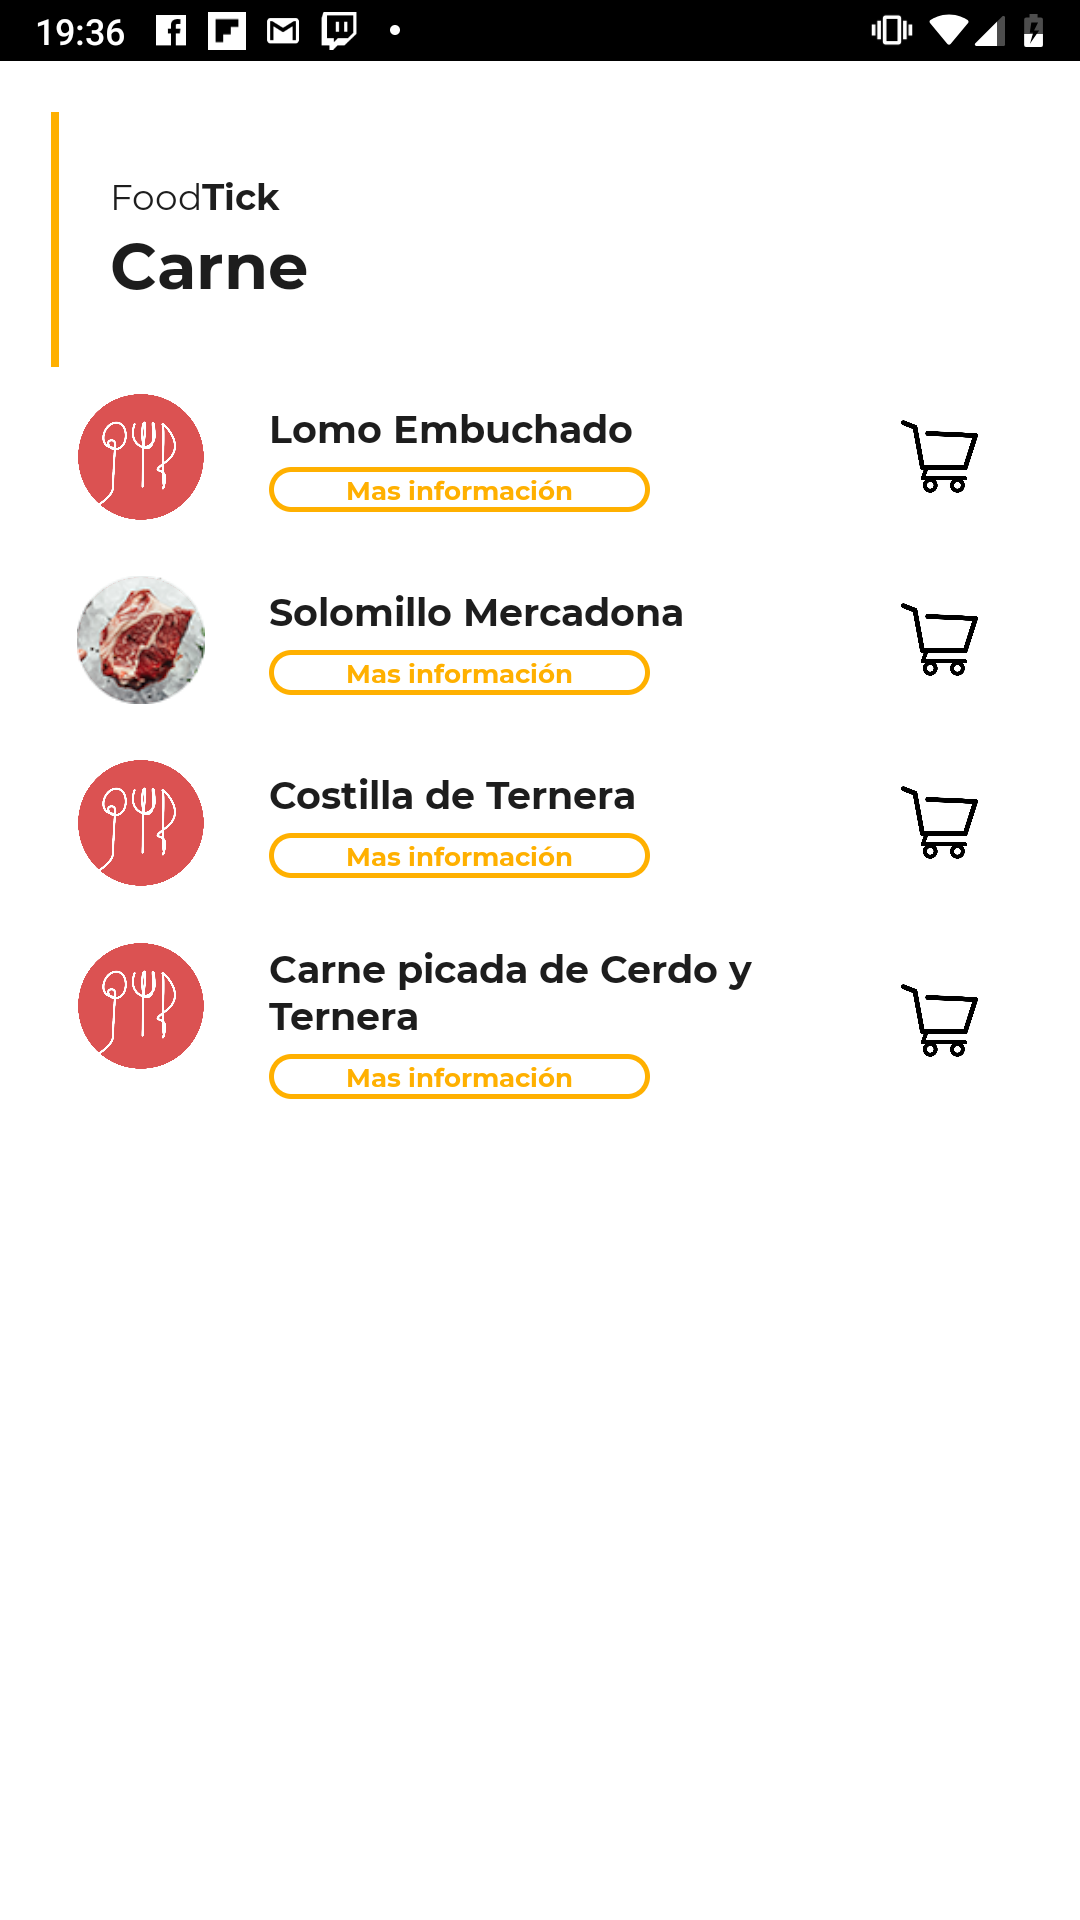 19:36
FoodTick
Carne
Lomo Embuchado
Mas información
Solomillo Mercadona
Mas información
Costilla de Ternera
Mas información
Carne picada de Cerdo y
Ternera
Mas información